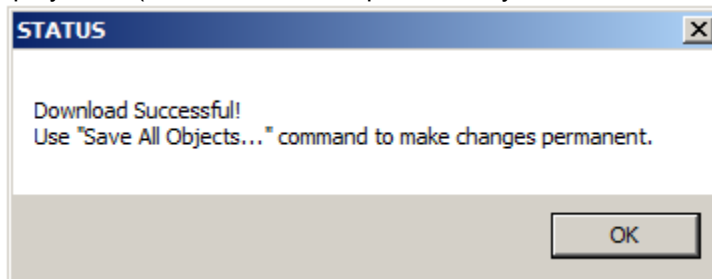 STATUS
Download Successful!
Use "Save All Objects..." command to make changes permanent.
OK